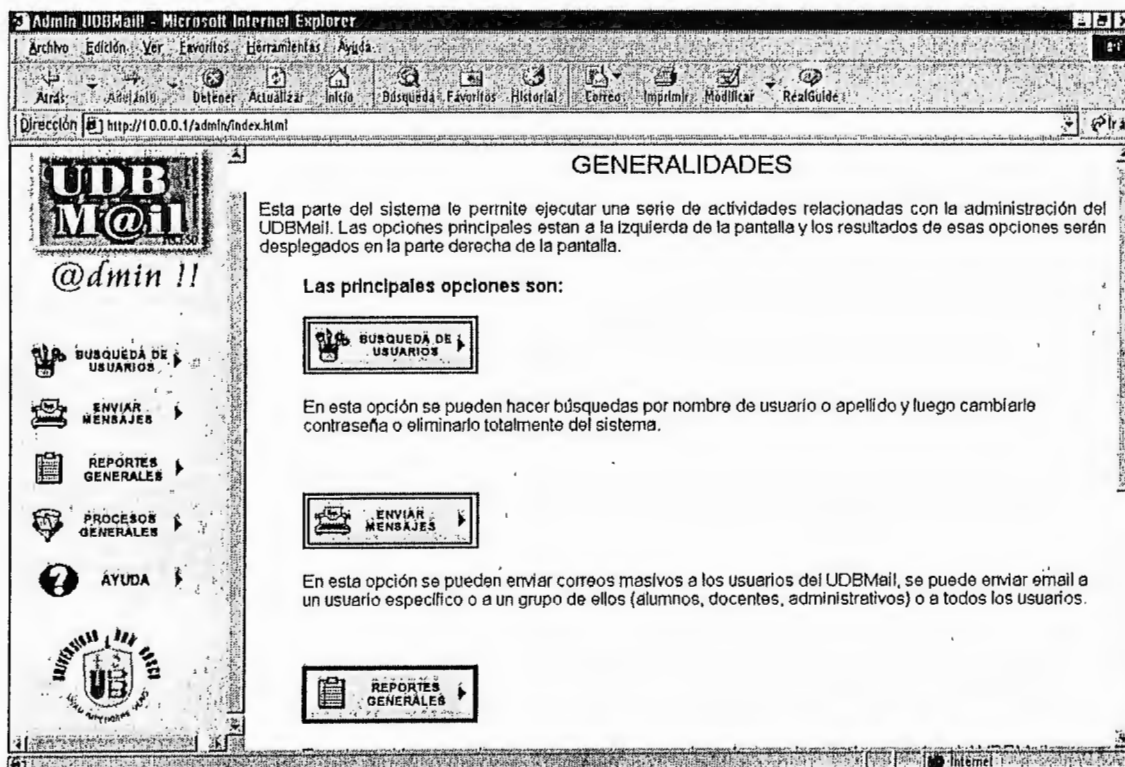 Admin UDBMail! - Microsoft Internet Explorer
Archivo Edición Ver Favoritos Herramientas Ayuda
Atrás Adelante Detener Actualizar Inicio Búsqueda Favoritos Historial Correo Imprimir Modificar RealGuide
Dirección http://10.0.0.1/admin/index.html Ir a
UDB
M@il
@dmin !!
BUSQUEDA DE
USUARIOS
ENVIAR
MENSAJES
REPORTES
GENERALES
PROCESOS
GENERALES
AYUDA
UNIVERSIDAD DON BOSCO
UDB
GENERALIDADES
Esta parte del sistema le permite ejecutar una serie de actividades relacionadas con la administración del
UDBMail. Las opciones principales estan a la izquierda de la pantalla y los resultados de esas opciones serán
desplegados en la parte derecha de la pantalla.
Las principales opciones son:
BUSQUEDA DE
USUARIOS
En esta opción se pueden hacer búsquedas por nombre de usuario o apellido y luego cambiarle
contraseña o eliminarlo totalmente del sistema.
ENVIAR
MENSAJES
En esta opción se pueden enviar correos masivos a los usuarios del UDBMail, se puede enviar email a
un usuario específico o a un grupo de ellos (alumnos, docentes, administrativos) o a todos los usuarios.
REPORTES
GENERALES
Internet